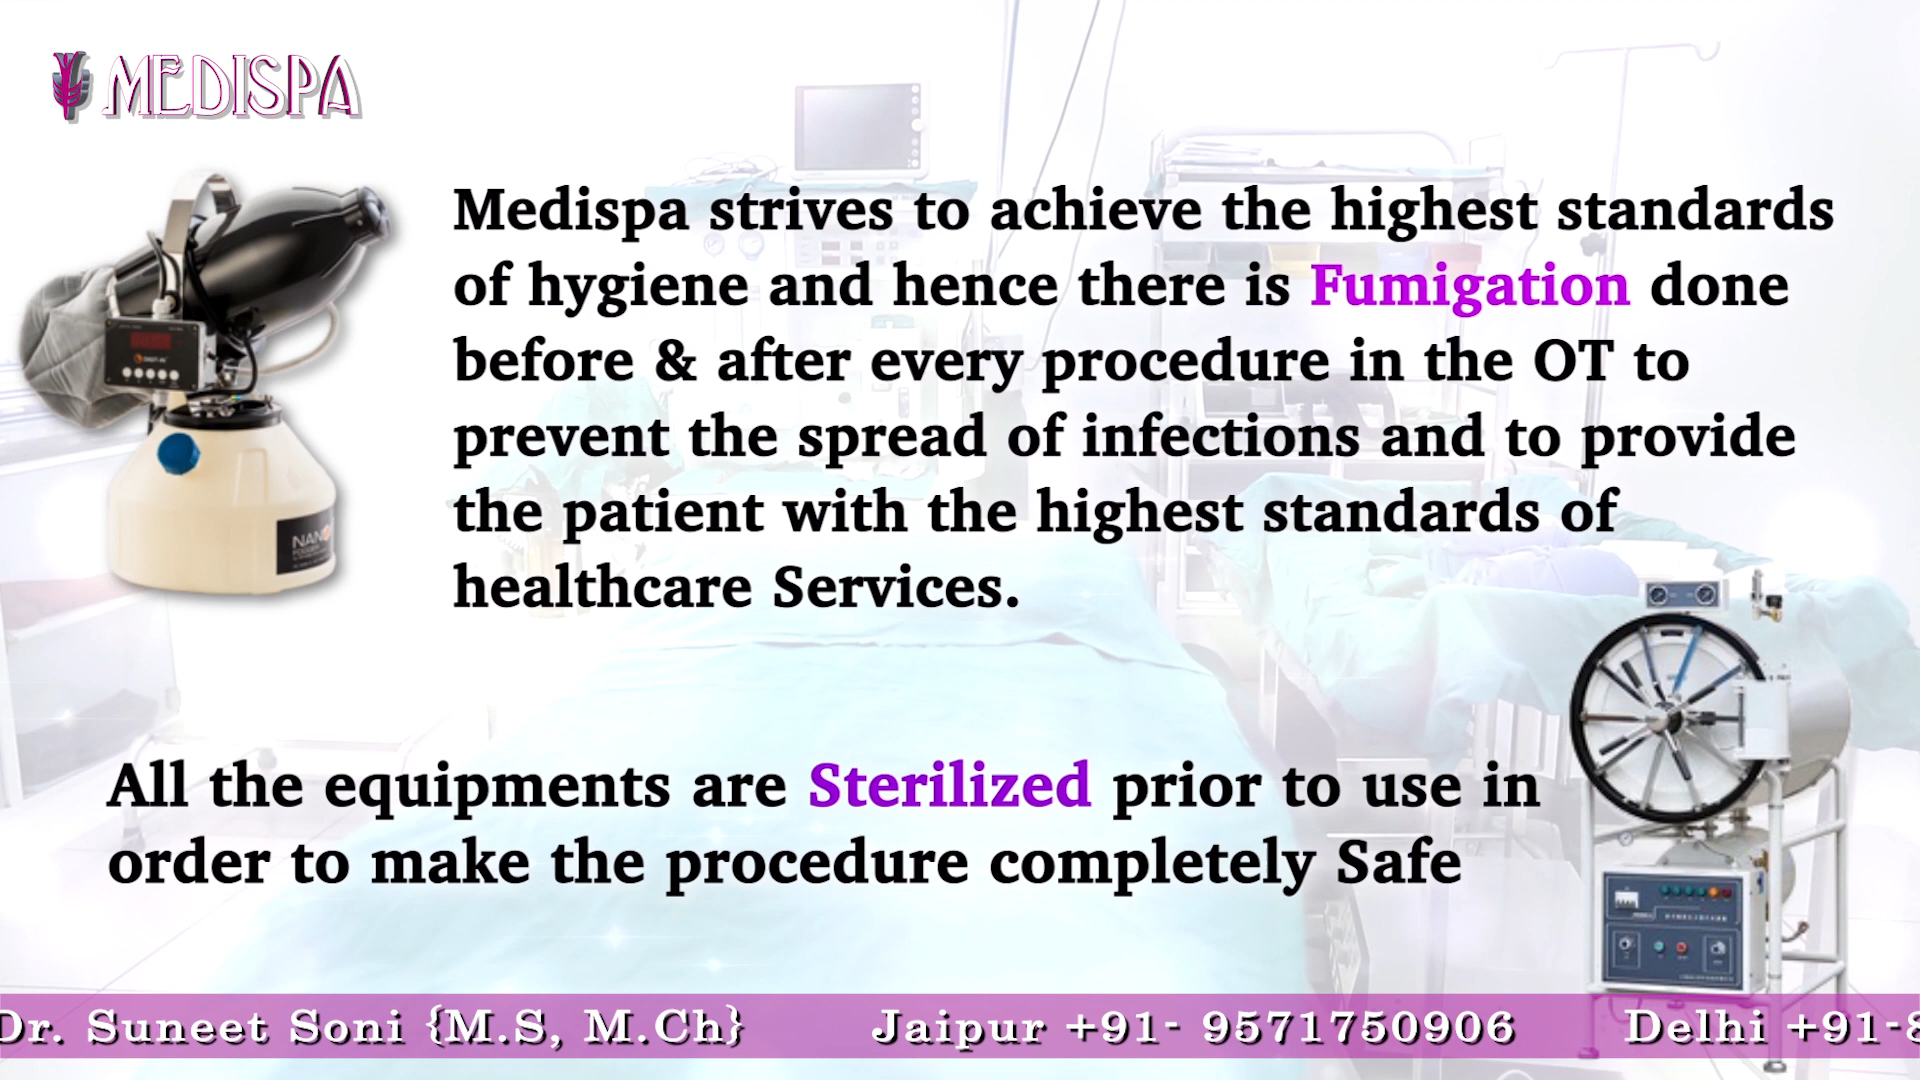 MEDISPA
Medispa strives to achieve the highest standards
of hygiene and hence there is Fumigation done
before & after every procedure in the OT to
prevent the spread of infections and to provide
the patient with the highest standards of
healthcare Services.
NAN
FOGGER
All the equipments are Sterilized prior to use in
order to make the procedure completely Safe
Dr. Suneet Soni {M.S, M.Ch} Jaipur +91- 9571750906 Delhi +91-8